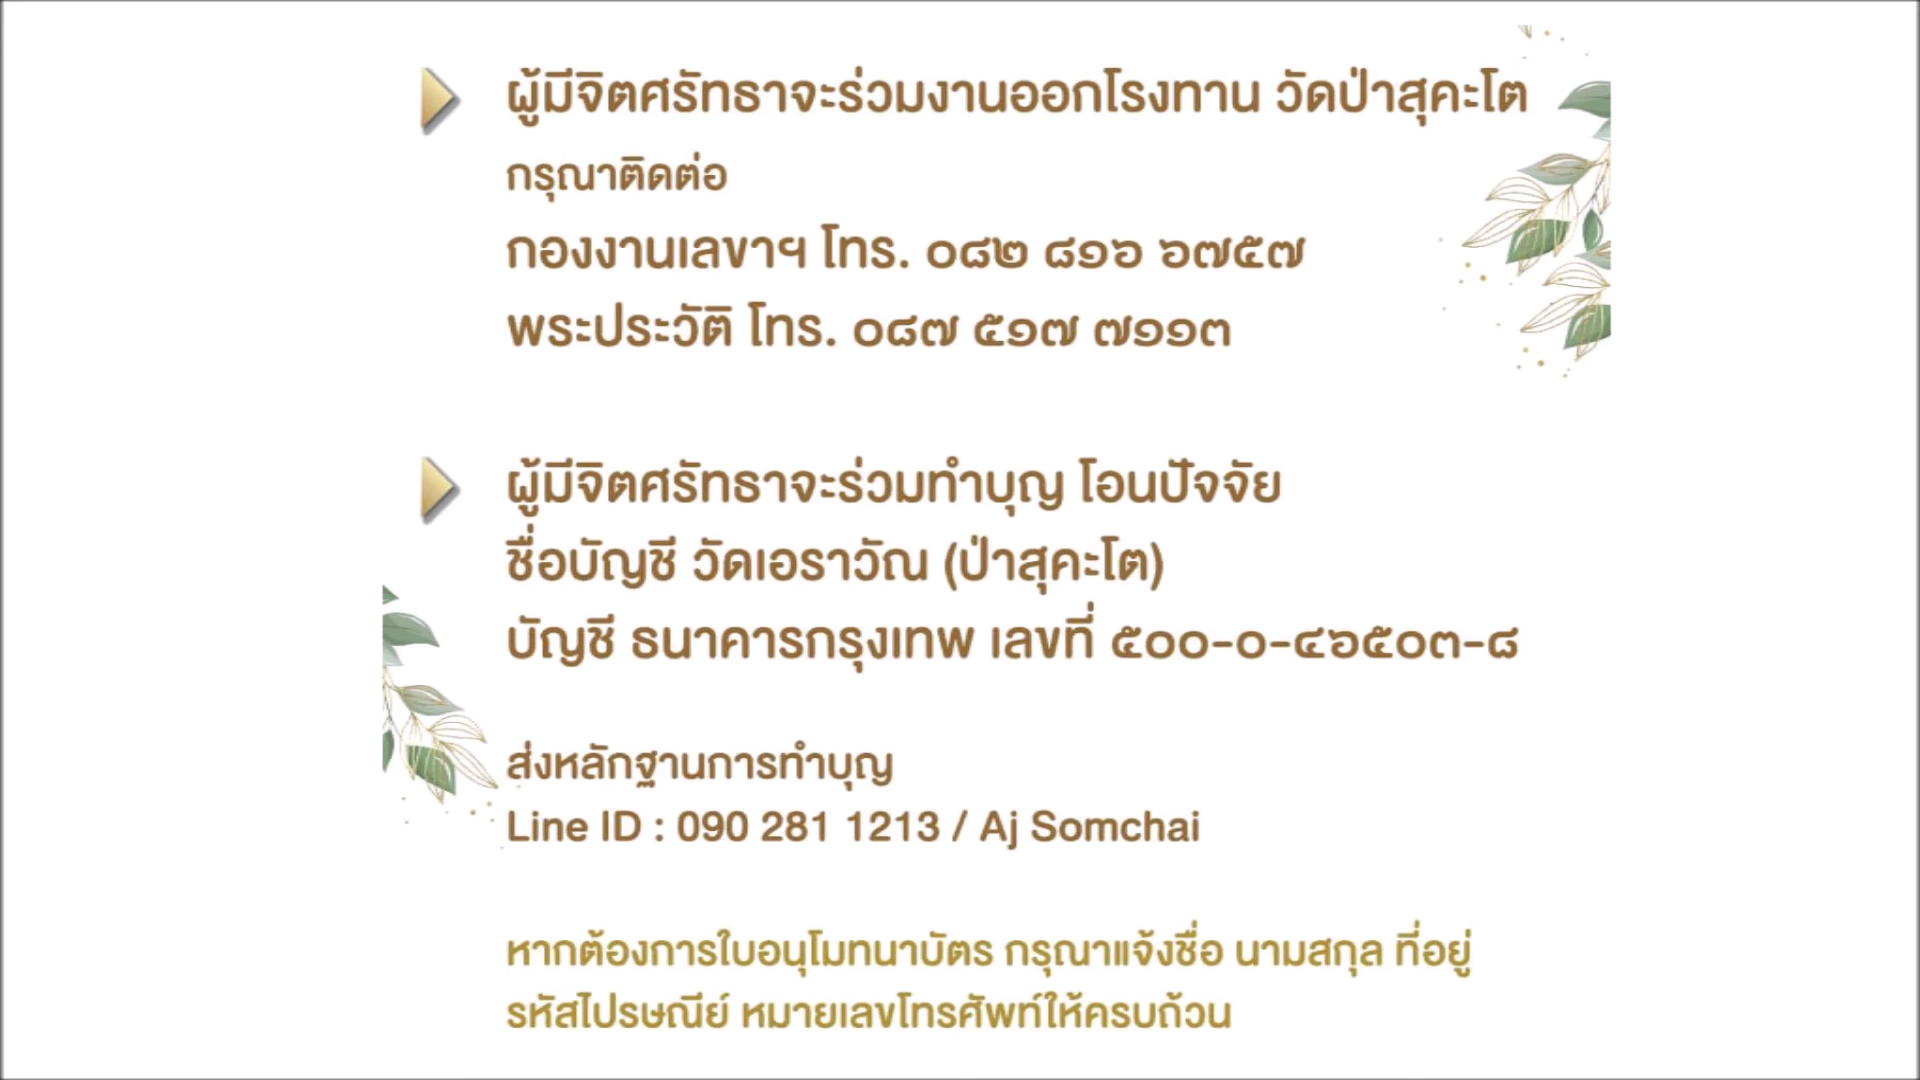 ผู้มีจิตศรัทธาจะร่วมงานออกโรงทาน วัดป่าสุคะโต
กรุณาติดต่อ
กองงานเลขาฯ โทร. ๐๘๒ ๘๑๖ ๖๗๕๗
พระประวัติ โทร. ๐๘๗ ๕๑๗ ๗๑๑๓
ผู้มีจิตศรัทธาจะร่วมทำบุญ โอนปัจจัย
ชื่อบัญชี วัดเอราวัณ (ป่าสุคะโต)
บัญชี ธนาคารกรุงเทพ เลขที่ ๕๐๐-๐-๔๖๕๐๓-๘
ส่งหลักฐานการทำบุญ
Line ID : 090 281 1213 / Aj Somchai
หากต้องการใบอนุโมทนาบัตร กรุณาแจ้งชื่อ นามสกุล ที่อยู่
รหัสไปรษณีย์ หมายเลขโทรศัพท์ให้ครบถ้วน